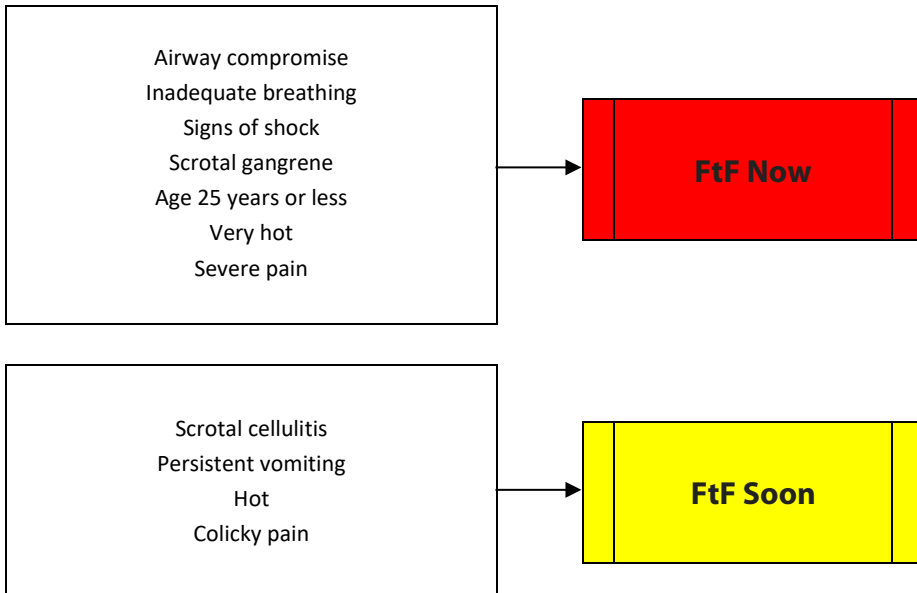 Airway compromise
Inadequate breathing
Signs of shock
Scrotal gangrene
Age 25 years or less
Very hot
Severe pain
FtF Now
Scrotal cellulitis
Persistent vomiting
Hot
Colicky pain
FtF Soon